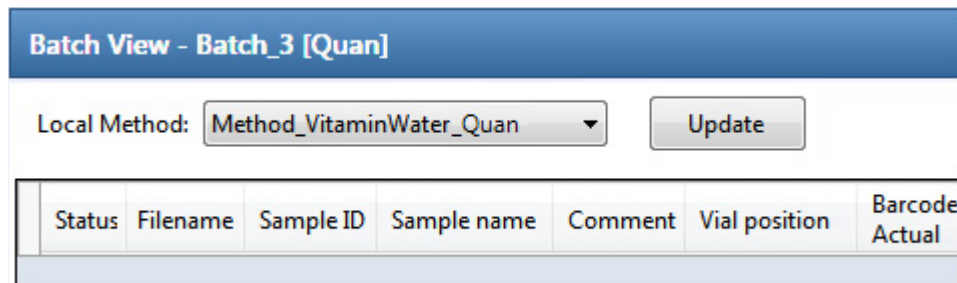 Batch View - Batch_3 [Quan]
Local Method: Method_VitaminWater_Quan Update
Status Filename Sample ID Sample name Comment Vial position Barcode
Actual